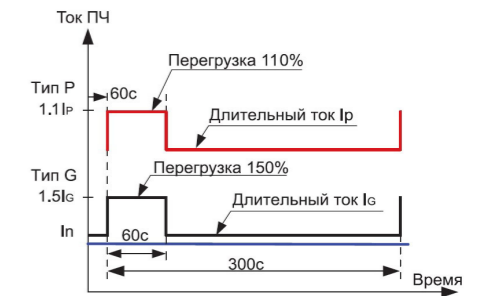 Ток ПЧ
Перегрузка 110%
Тип P
60с
1.1IP
Длительный ток Ip
Тип G
Перегрузка 150%
1.5IG
Длительный ток IG
In
60с
300с
Время